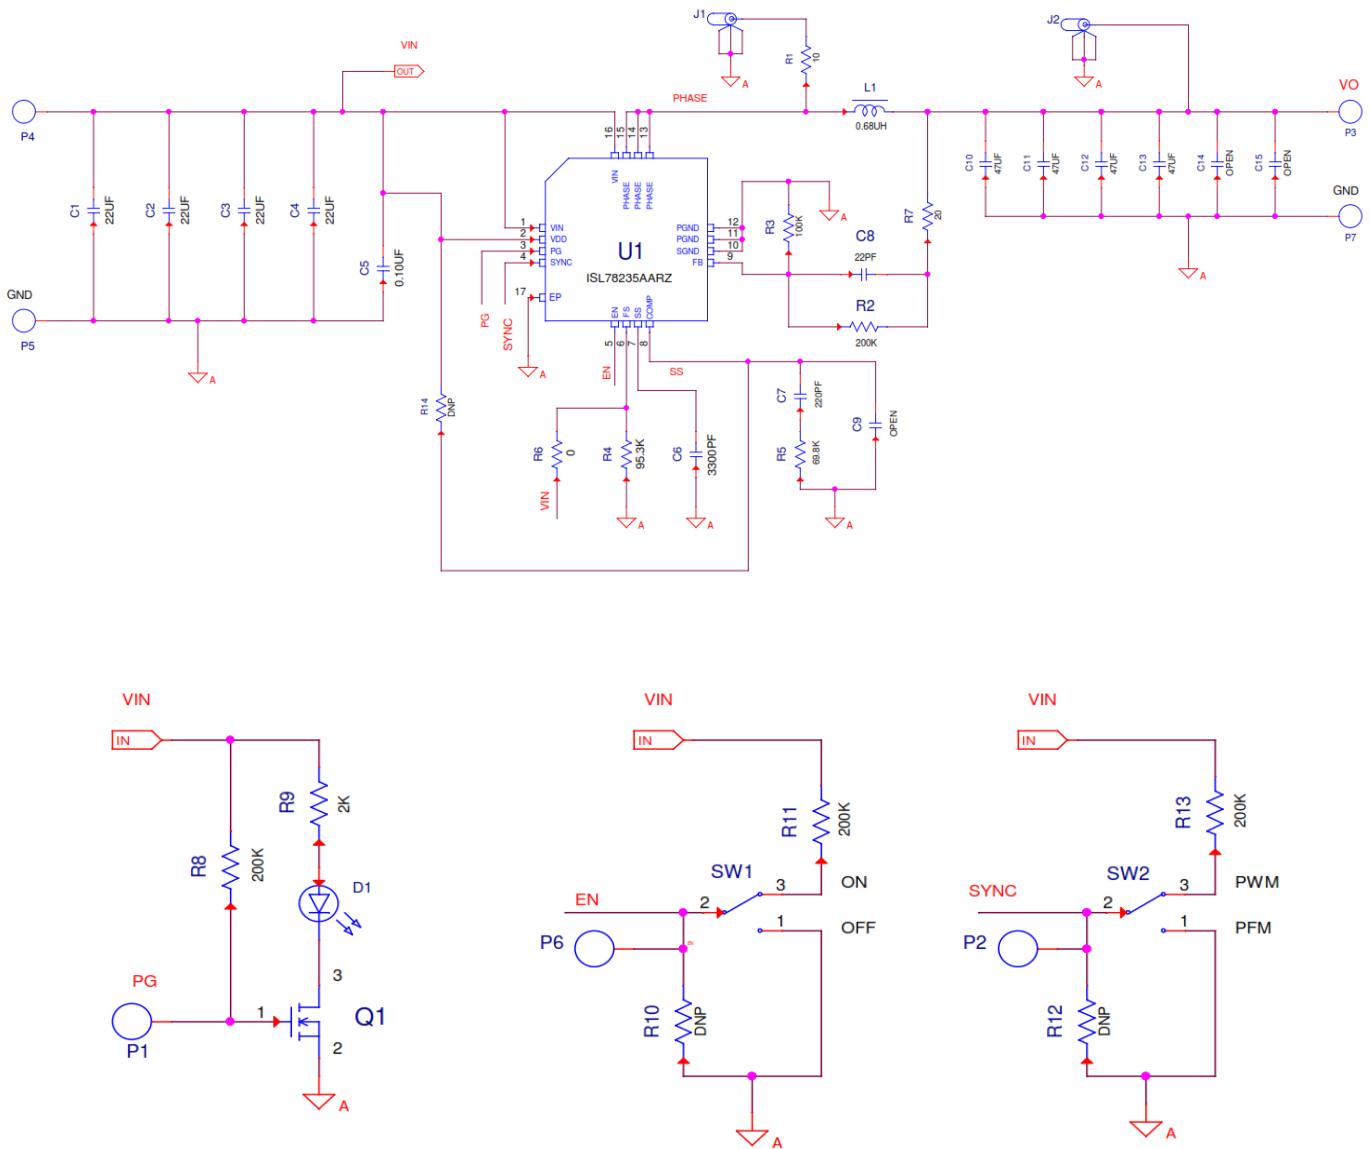 J1
J2
VIN
OUT
R1
10
PHASE
L1
0.68UH
VO
P4
P3
16
15
14
13
C1
22UF
C2
22UF
C3
22UF
C4
22UF
C5
0.10UF
VIN
PHASE
PHASE
PHASE
1
VIN
2
VDD
3
PG
4
SYNC
17
EP
U1
ISL78235AARZ
PGND
12
PGND
11
SGND
10
FB
9
EN
FS
SS
COMP
5
6
7
8
A
R3
100K
C8
22PF
R2
200K
R7
20
C10
47UF
C11
47UF
C12
47UF
C13
47UF
C14
OPEN
C15
OPEN
GND
P7
A
A
A
GND
P5
A
PG
SYNC
A
EN
SS
R14
DNP
R6
0
VIN
R4
95.3K
A
C6
3300PF
A
C7
220PF
R5
69.8K
C9
OPEN
A
VIN
IN
R9
2K
R8
200K
D1
PG
3
1
Q1
P1
2
A
VIN
IN
R11
200K
SW1
3
ON
EN
2
1
OFF
P6
R10
DNP
A
VIN
IN
R13
200K
SW2
3
PWM
SYNC
2
1
PFM
P2
R12
DNP
A